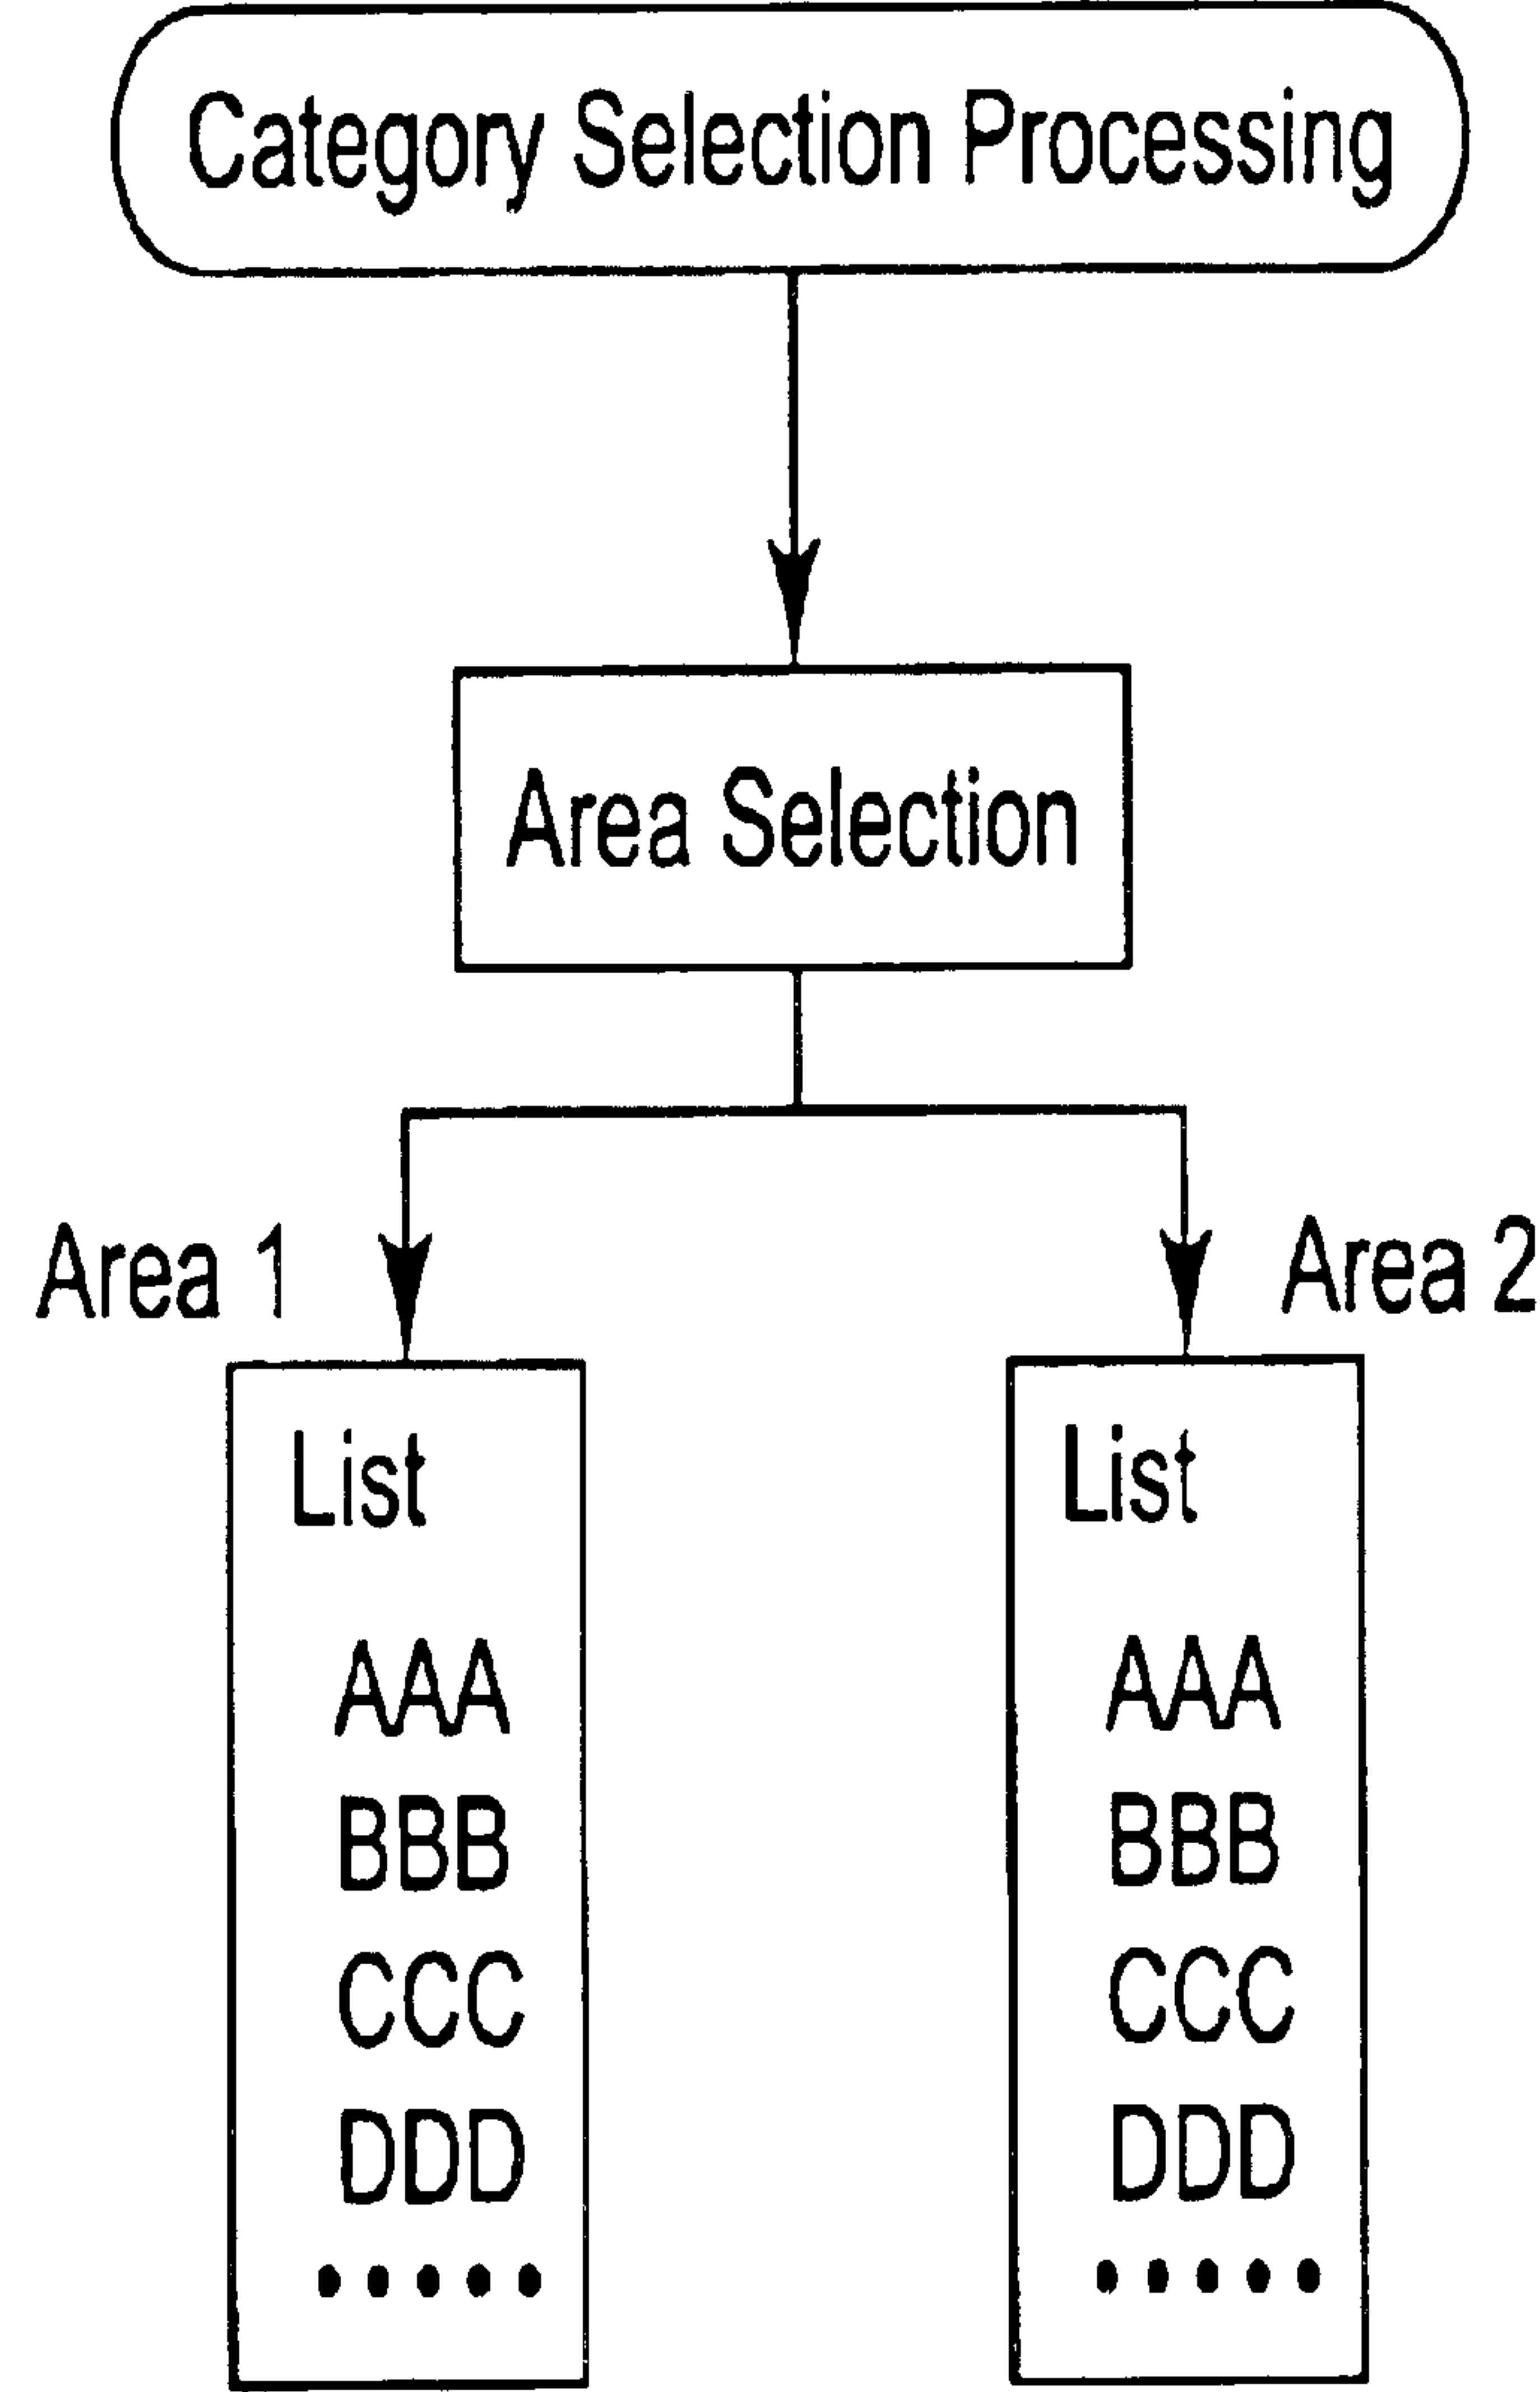 Category Selection Processing
Area Selection
Area 1
Area 2
List
AAA
BBB
CCC
DDD
.....
List
AAA
BBB
CCC
DDD
.....